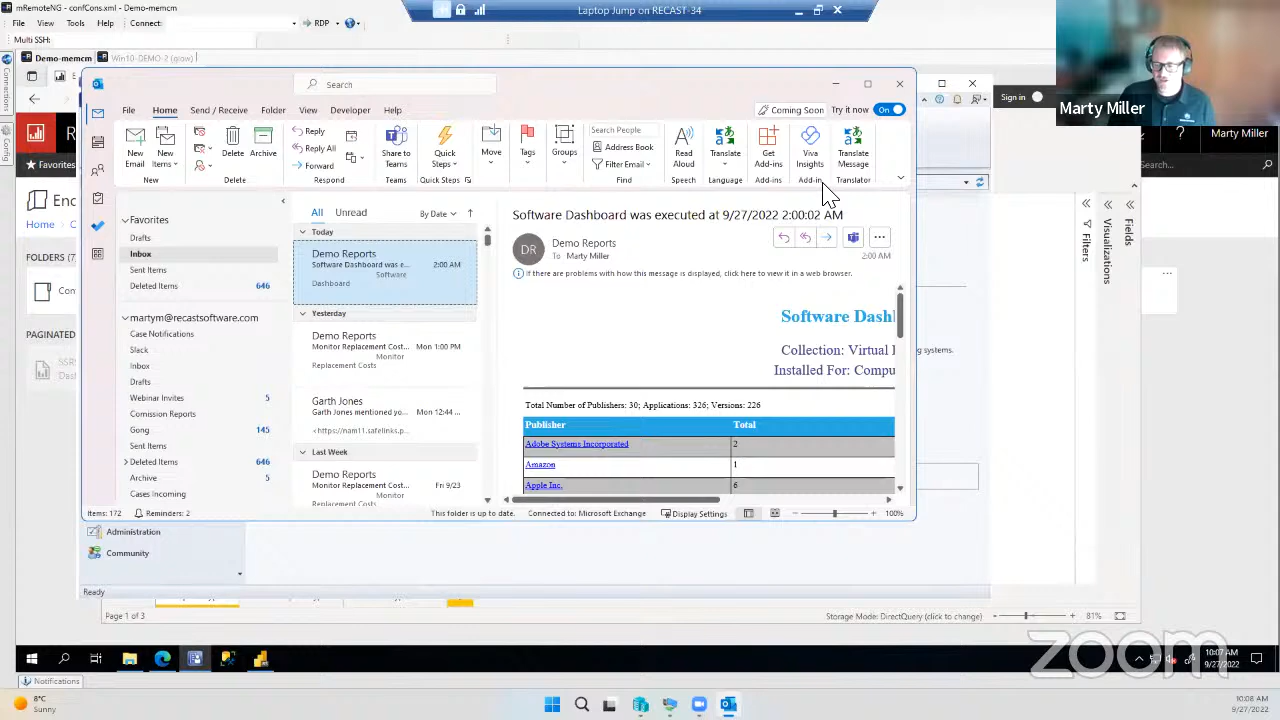 mRemoteNG - confCons.xml - Demo-memcm
Laptop Jump on RECAST-34
File View Tools Help Connect: RDP
Multi SSH:
Demo-memcm
Win10-DEMO-2 (glow)
Connections
Config
Marty Miller
Sign in
Marty Miller
Search...
Favorites
Home
FOLDERS (7
PAGINATED
Search
File Home Send / Receive Folder View Developer Help
Coming Soon Try it now On
New Email
New Items
New
Delete
Archive
Delete
Reply
Reply All
Forward
Respond
Share to Teams
Teams
Quick Steps
Quick Steps
Move
Tags
Groups
Search People
Address Book
Filter Email
Find
Read Aloud
Speech
Translate
Language
Get Add-ins
Add-ins
Viva Insights
Add-in
Translate Message
Translator
Favorites
Drafts
Inbox
Sent Items
Deleted Items 646
martym@recastsoftware.com
Case Notifications
Slack
Inbox
Drafts
Webinar Invites 5
Comission Reports
Gong 145
Sent Items
Deleted Items 646
Archive 5
Cases Incoming
All Unread By Date
Today
Demo Reports
Software Dashboard was e... 2:00 AM
Software
Dashboard
Yesterday
Demo Reports
Monitor Replacement Cost... Mon 1:00 PM
Monitor
Replacement Costs
Garth Jones
Garth Jones mentioned yo... Mon 12:44 ...
<https://nam11.safelinks.p...
Last Week
Demo Reports
Monitor Replacement Cost... Fri 9/23
Monitor
Replacement Costs
Software Dashboard was executed at 9/27/2022 2:00:02 AM
DR
Demo Reports
To Marty Miller
2:00 AM
If there are problems with how this message is displayed, click here to view it in a web browser.
Software Dashl
Collection: Virtual
Installed For: Compu
Total Number of Publishers: 30; Applications: 326; Versions: 226
Publisher Total
Adobe Systems Incorporated 2
Amazon 1
Apple Inc. 6
Items: 172 Reminders: 2 This folder is up to date. Connected to: Microsoft Exchange Display Settings 100%
Filters
Visualizations
Fields
Administration
Community
Ready
Page 1 of 3
Storage Mode: DirectQuery (click to change) 81%
zoom
10:07 AM
9/27/2022
Notifications
8°C
Sunny
10:08 AM
9/27/2022